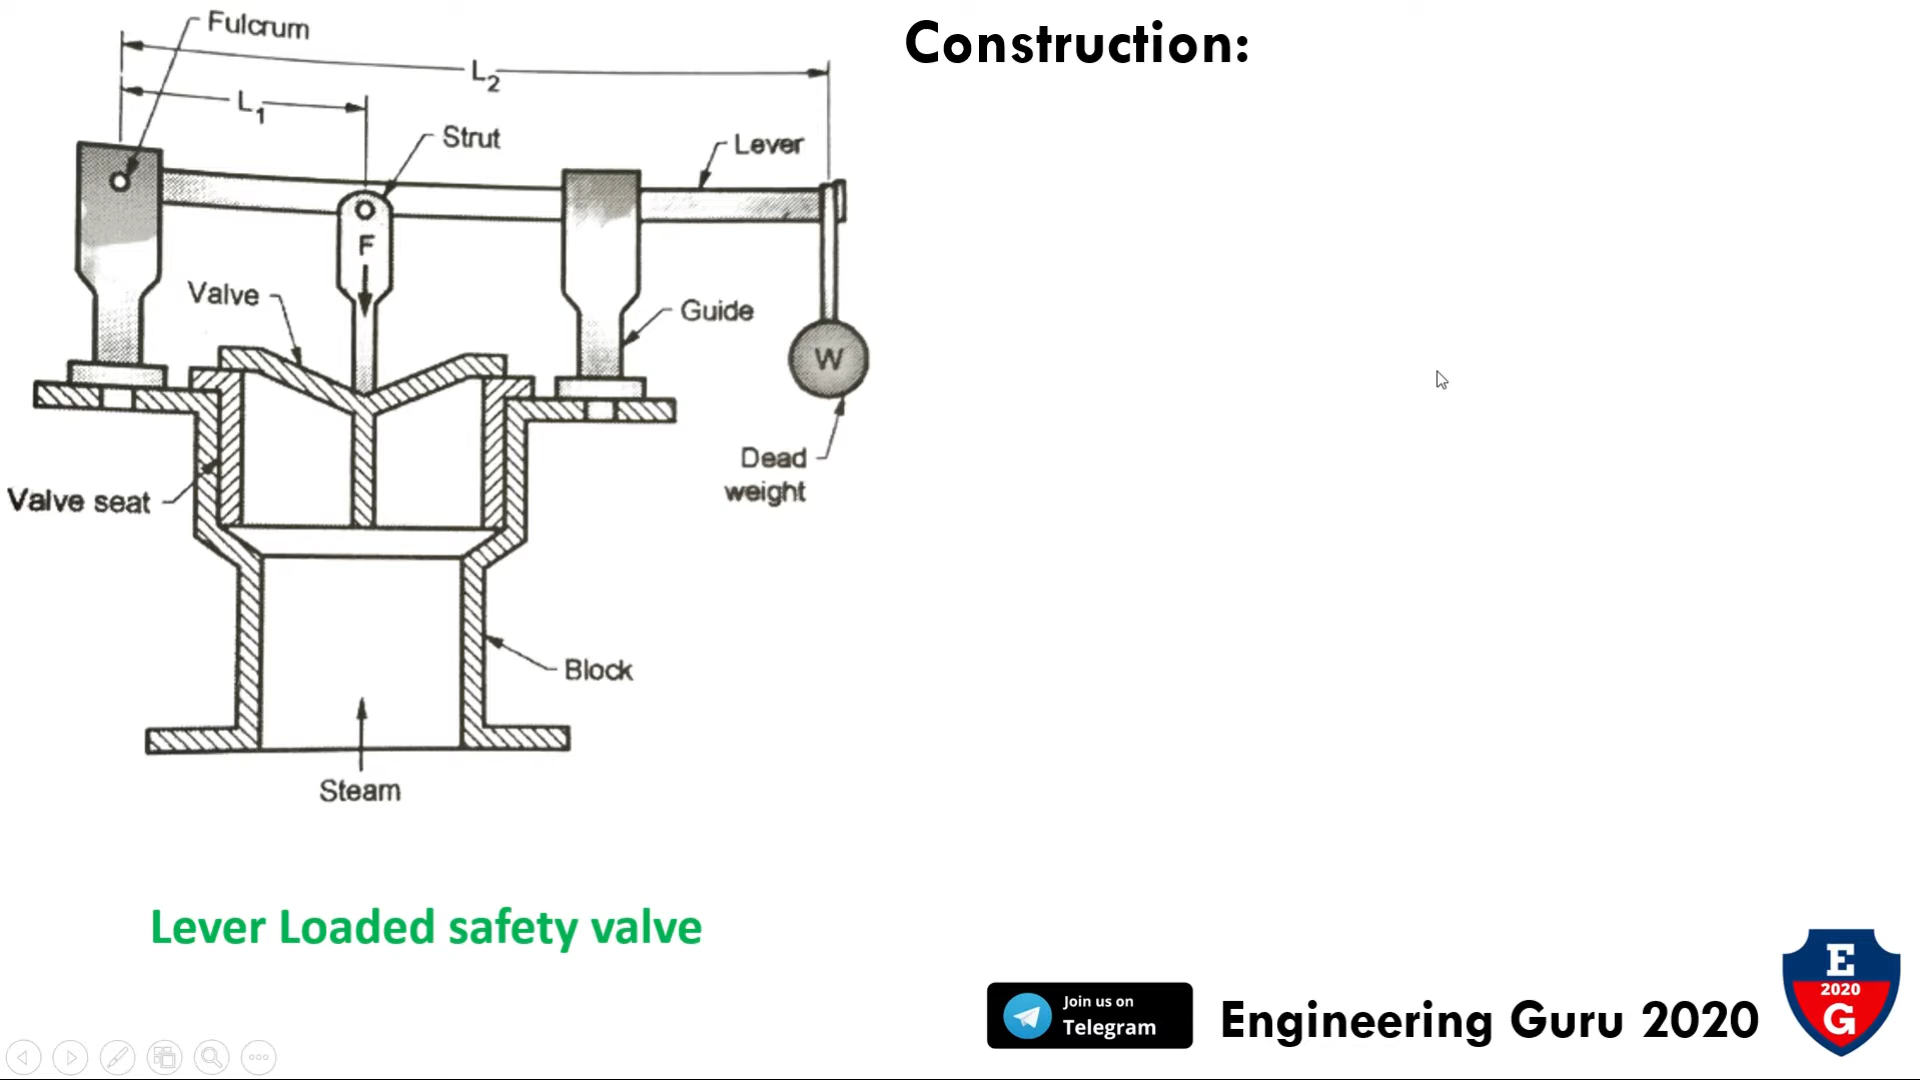 Construction:
Fulcrum
L2
L1
Strut
Lever
F
Valve
Guide
W
Dead
weight
Valve seat
Block
Steam
Lever Loaded safety valve
Join us on
Telegram
Engineering Guru 2020
E
2020
G